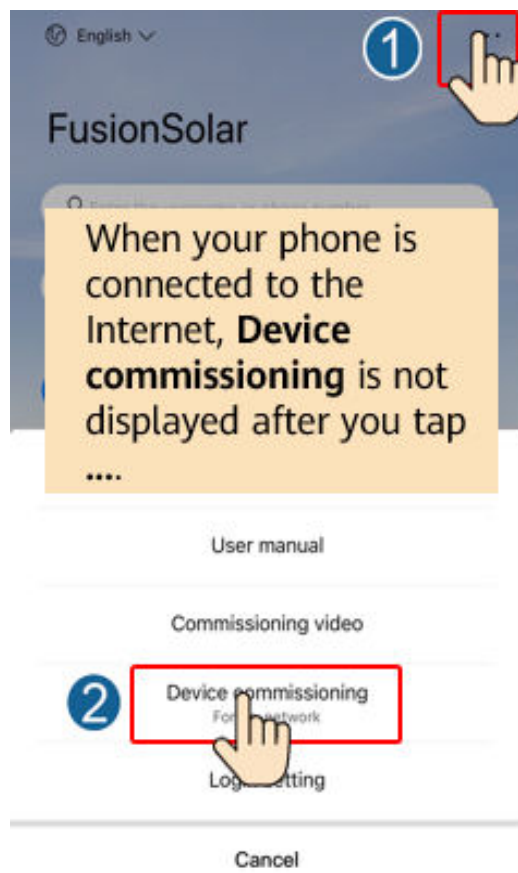 English
1
FusionSolar
When your phone is
connected to the
Internet, Device
commissioning is not
displayed after you tap
....
User manual
Commissioning video
2
Device commissioning
network
Cancel